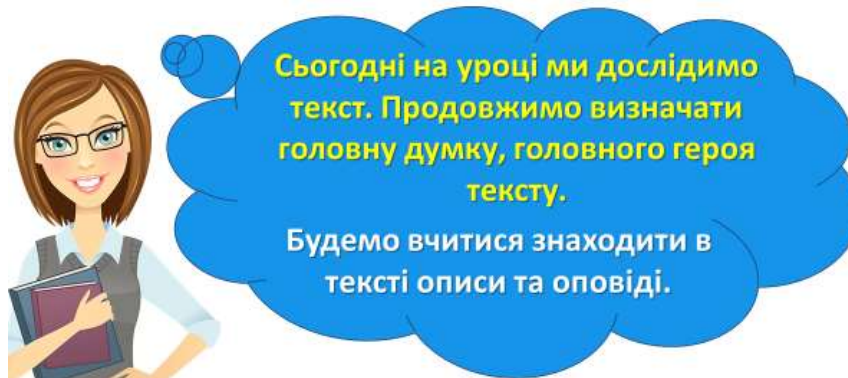 Сьогодні на уроці ми дослідимо
текст. Продовжимо визначати
головну думку, головного героя
тексту.
Будемо вчитися знаходити в
тексті описи та оповіді.